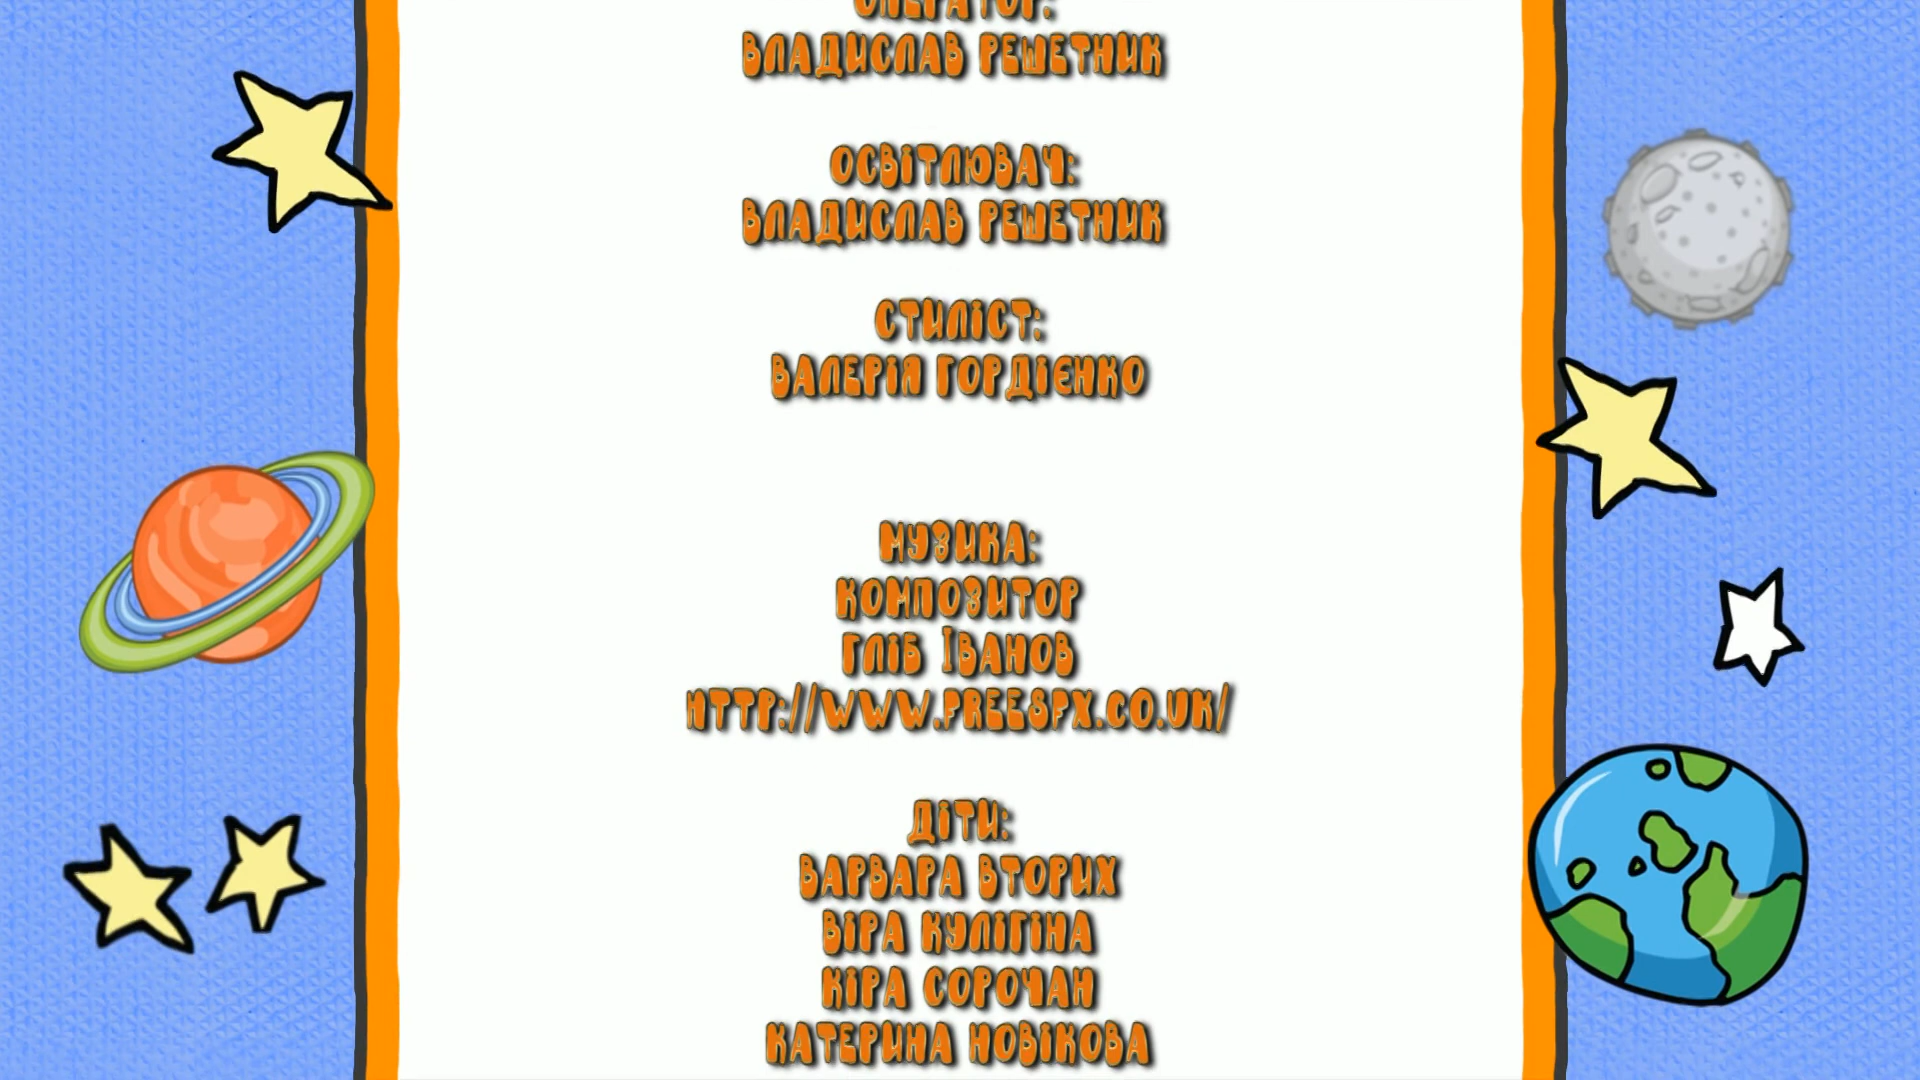 ОПЕРАТОР:
ВЛАДИСЛАВ РЕШЕТНИК
ОСВІТЛЮВАЧ:
ВЛАДИСЛАВ РЕШЕТНИК
СТИЛІСТ:
ВАЛЕРІЯ ГОРДІЄНКО
МУЗИКА:
КОМПОЗИТОР
ГЛІБ ІВАНОВ
HTTP://WWW.FREESFX.CO.UK/
ДІТИ:
ВАРВАРА ВТОРИХ
ВІРА КУЛІГІНА
КІРА СОРОЧАН
КАТЕРИНА НОВІКОВА